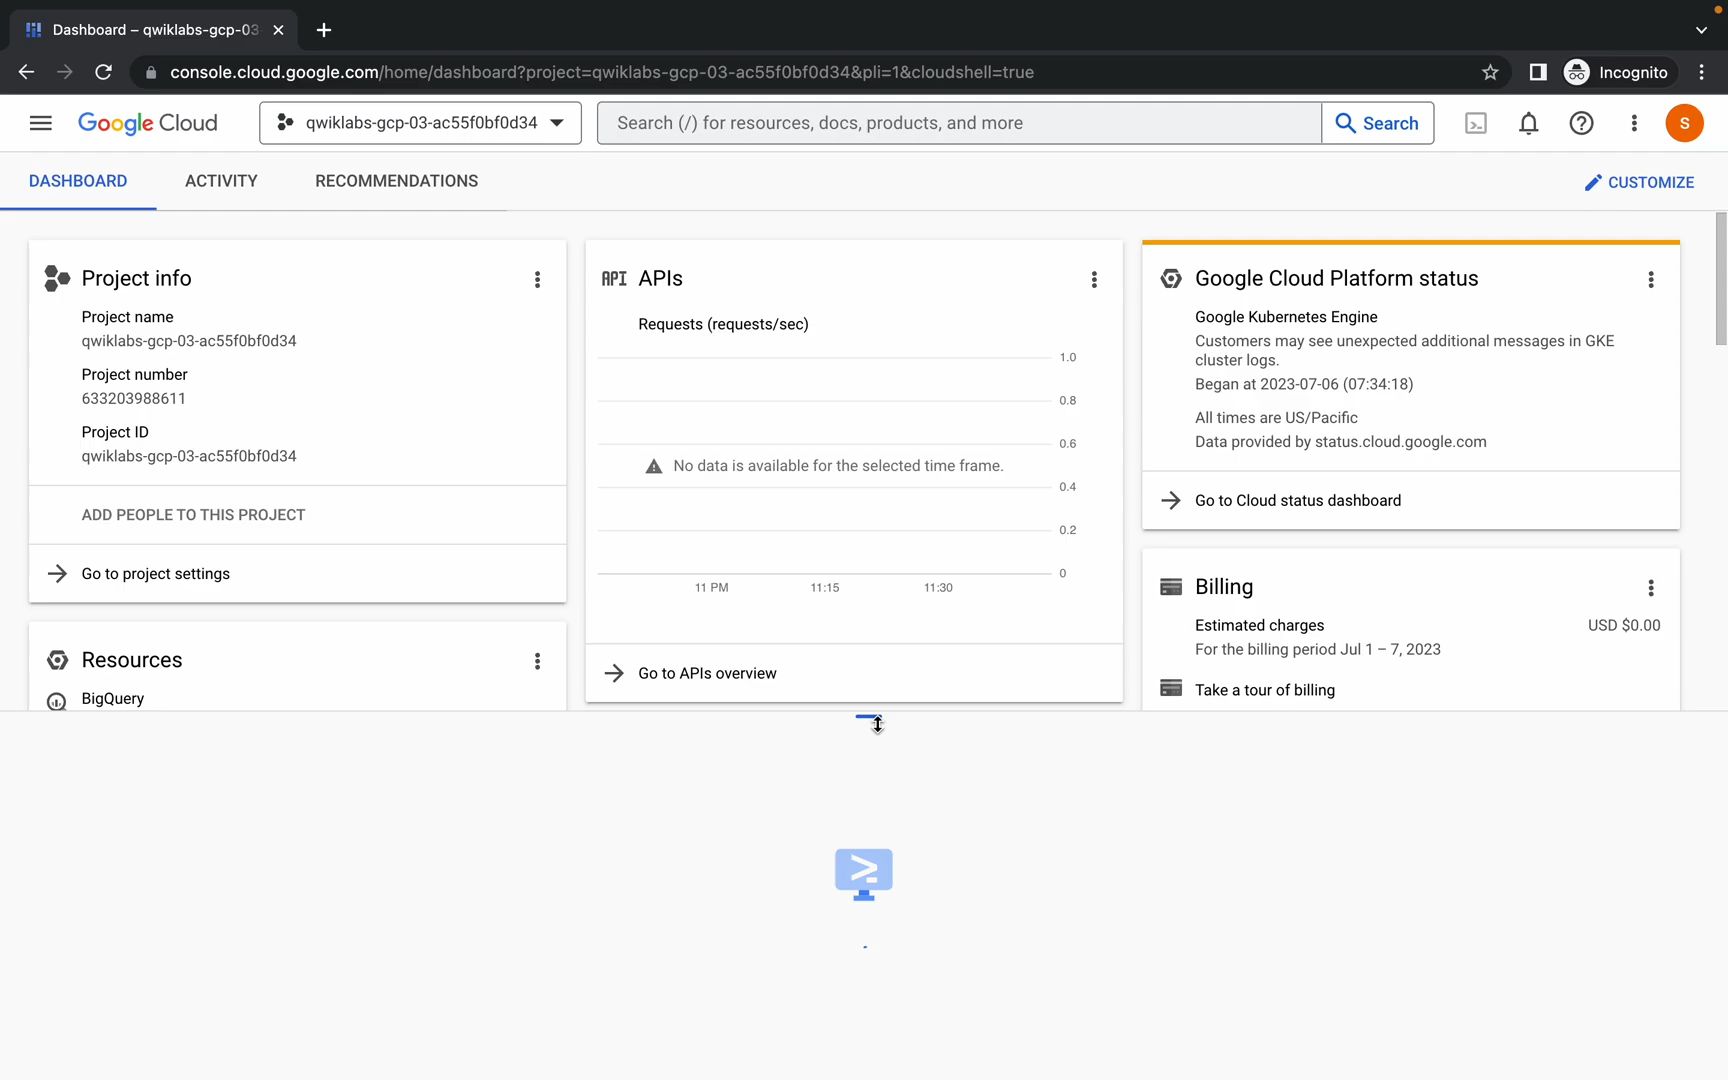 Dashboard – qwiklabs-gcp-03
console.cloud.google.com/home/dashboard?project=qwiklabs-gcp-03-ac55f0bf0d34&pli=1&cloudshell=true
Incognito
Google Cloud
qwiklabs-gcp-03-ac55f0bf0d34
Search (/) for resources, docs, products, and more
Search
S
DASHBOARD
ACTIVITY
RECOMMENDATIONS
CUSTOMIZE
Project info
Project name
qwiklabs-gcp-03-ac55f0bf0d34
Project number
633203988611
Project ID
qwiklabs-gcp-03-ac55f0bf0d34
ADD PEOPLE TO THIS PROJECT
Go to project settings
Resources
BigQuery
API APIs
Requests (requests/sec)
1.0
0.8
0.6
No data is available for the selected time frame.
0.4
0.2
0
11 PM
11:15
11:30
Go to APIs overview
Google Cloud Platform status
Google Kubernetes Engine
Customers may see unexpected additional messages in GKE
cluster logs.
Began at 2023-07-06 (07:34:18)
All times are US/Pacific
Data provided by status.cloud.google.com
Go to Cloud status dashboard
Billing
Estimated charges
USD $0.00
For the billing period Jul 1 – 7, 2023
Take a tour of billing